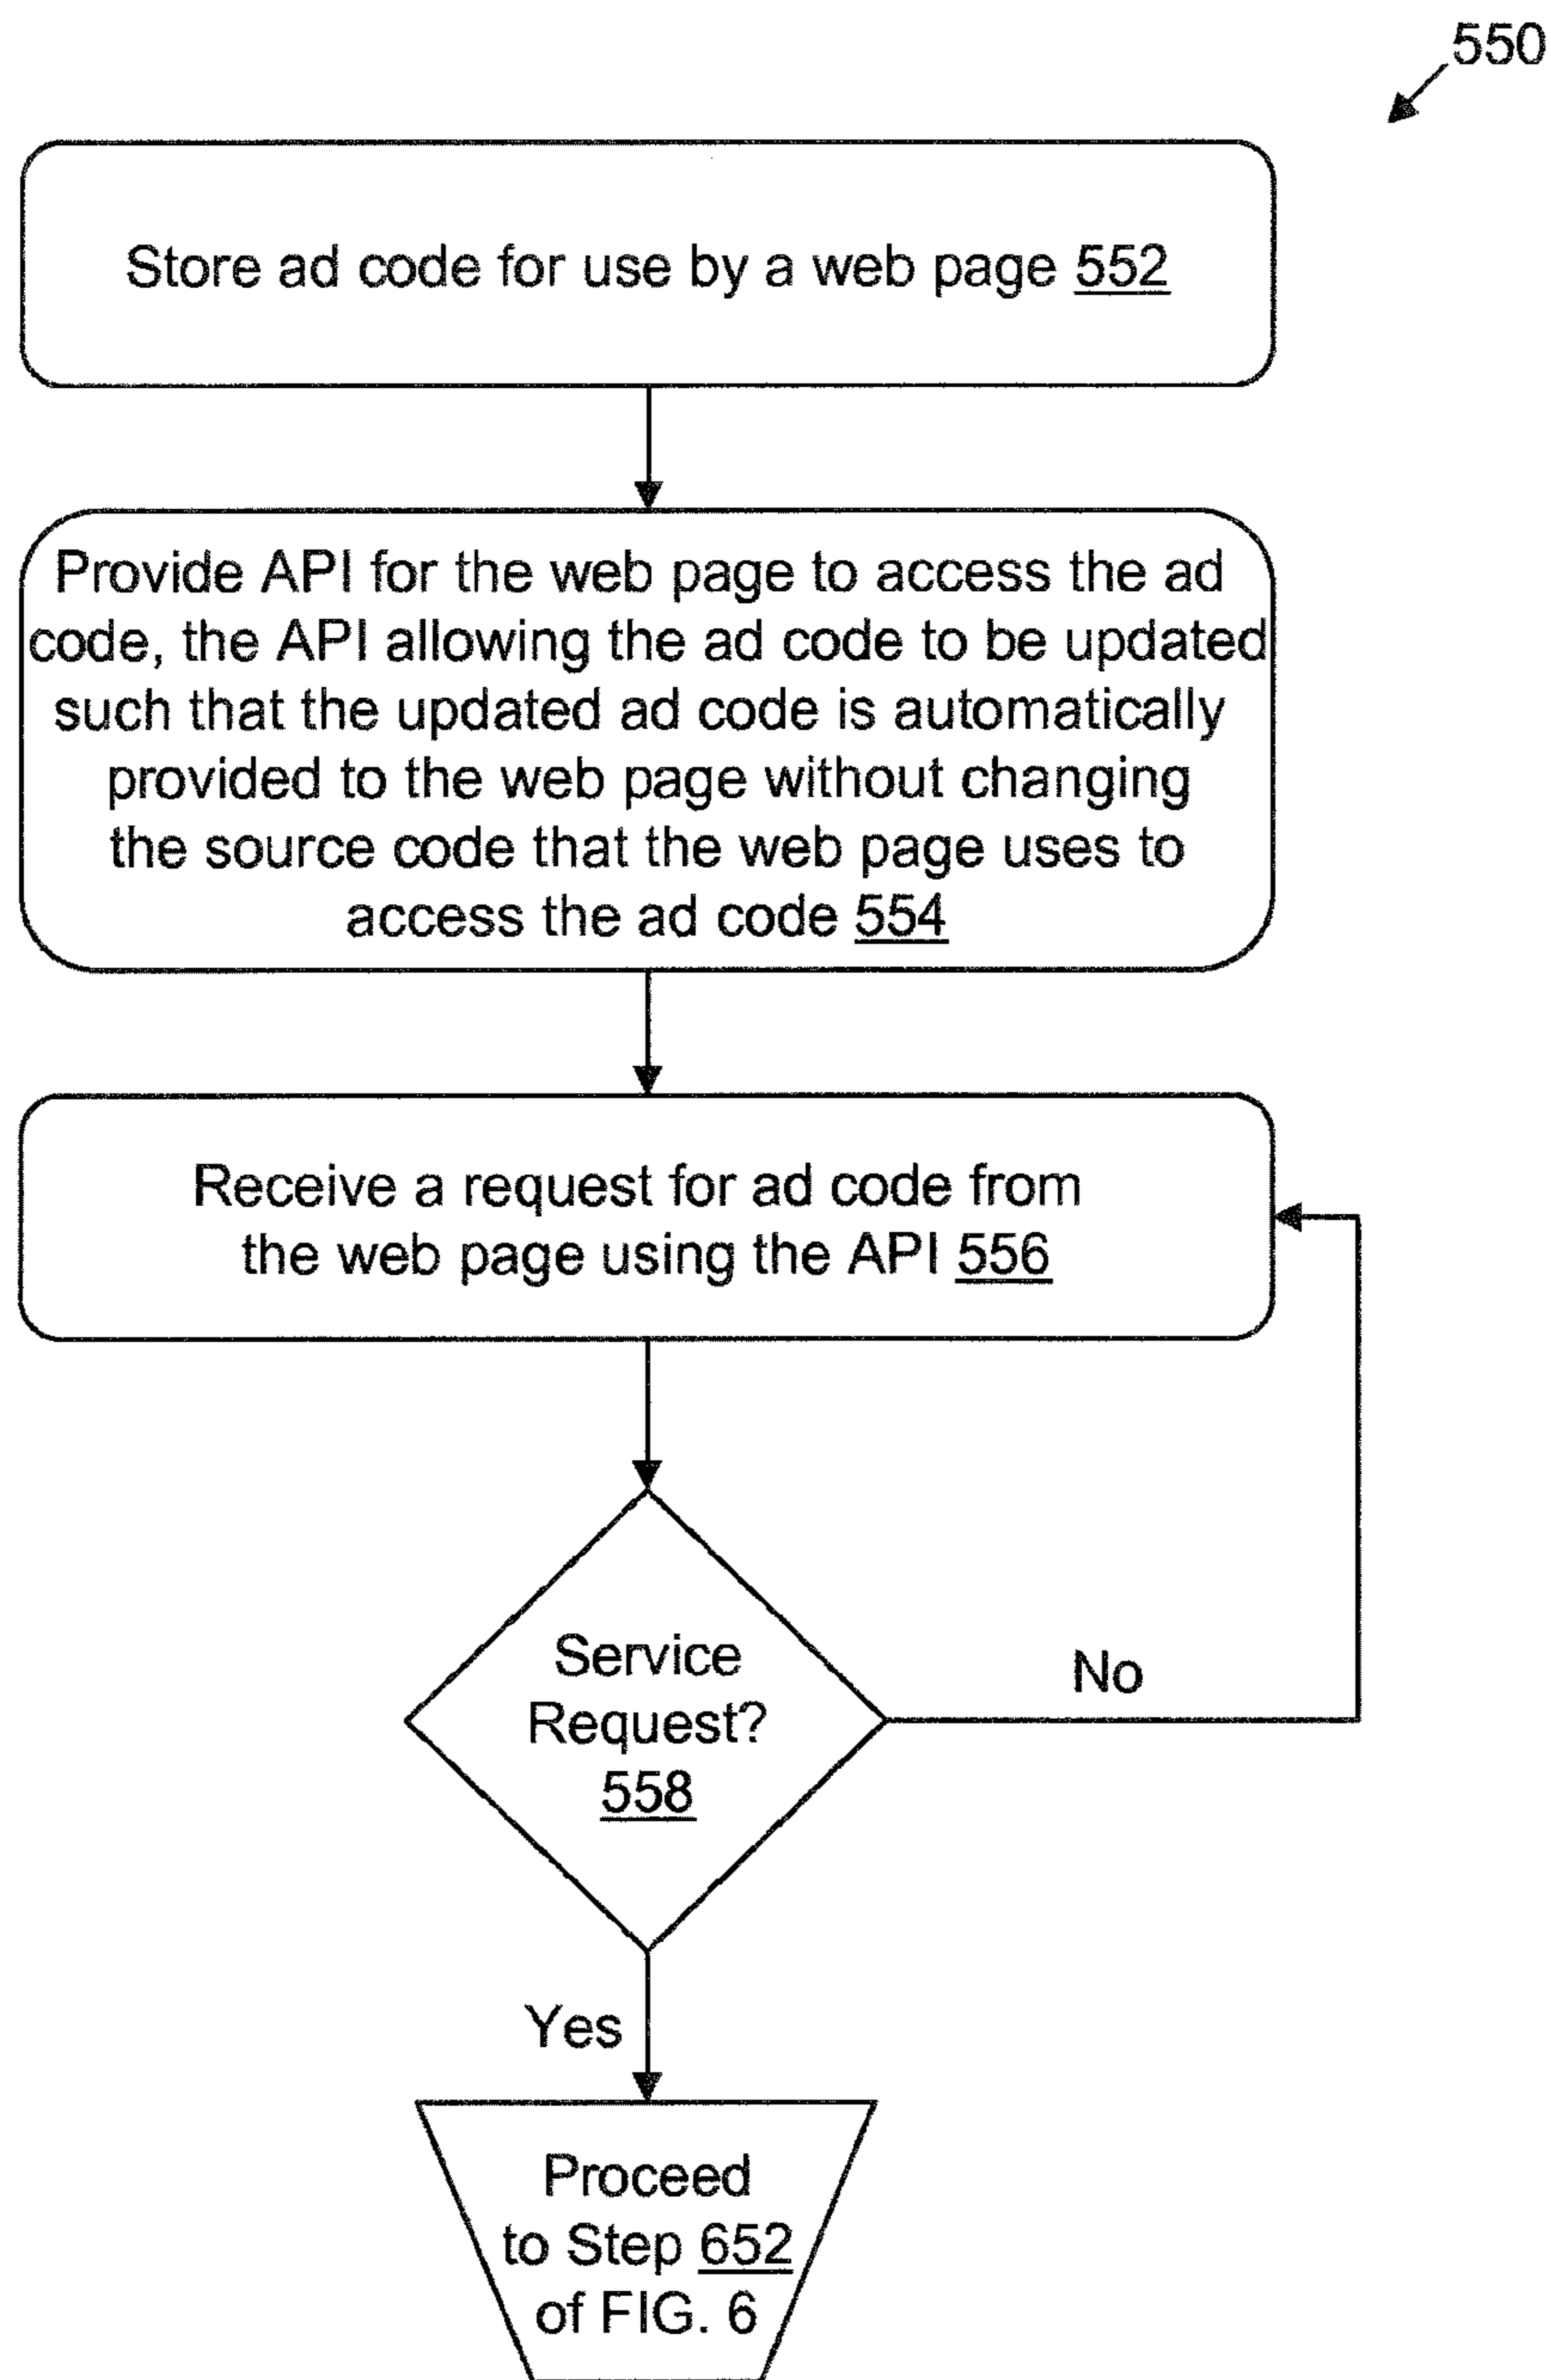 550
Store ad code for use by a web page 552
Provide API for the web page to access the ad
code, the API allowing the ad code to be updated
such that the updated ad code is automatically
provided to the web page without changing
the source code that the web page uses to
access the ad code 554
Receive a request for ad code from
the web page using the API 556
Service
Request?
558
No
Yes
Proceed
to Step 652
of FIG. 6